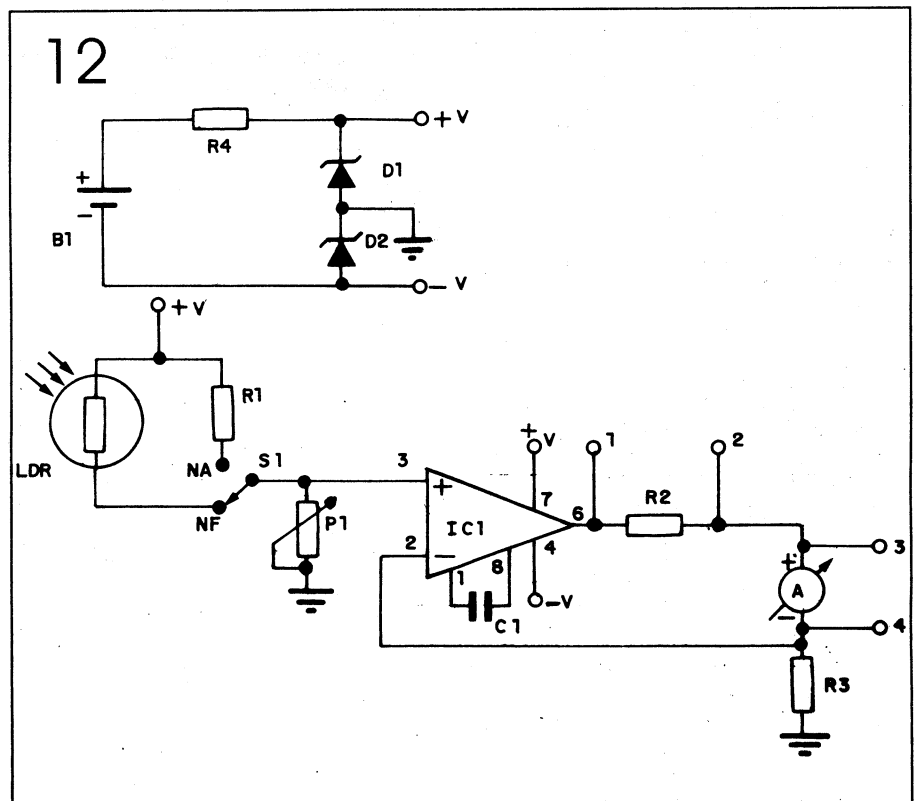 12
+ V
R4
D1
+
-
B1
D2
- V
+ V
R1
LDR
NA
S1
NF
P1
3
+
2
-
IC1
+
V
7
6
4
8
1
C1
-V
1
R2
2
+
A
-
3
4
R3